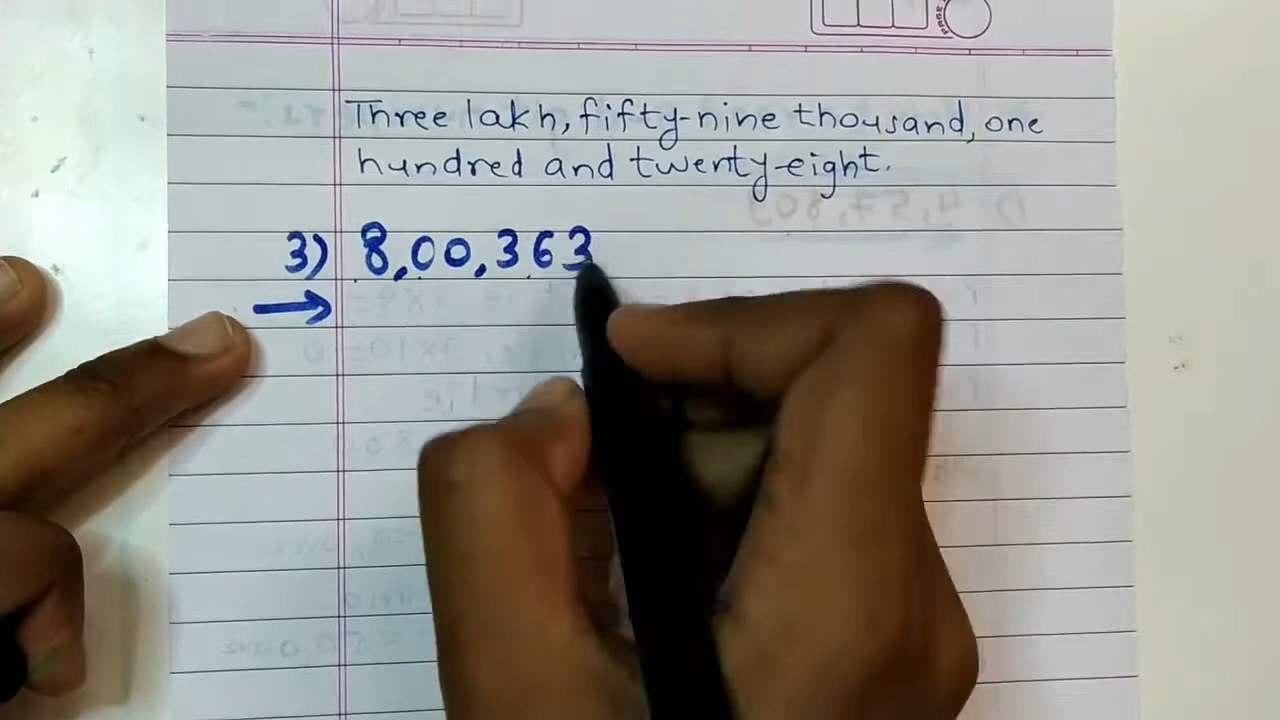 Three lakh, fifty-nine thousand, one
hundred and twenty-eight.
3) 8,00,363
→